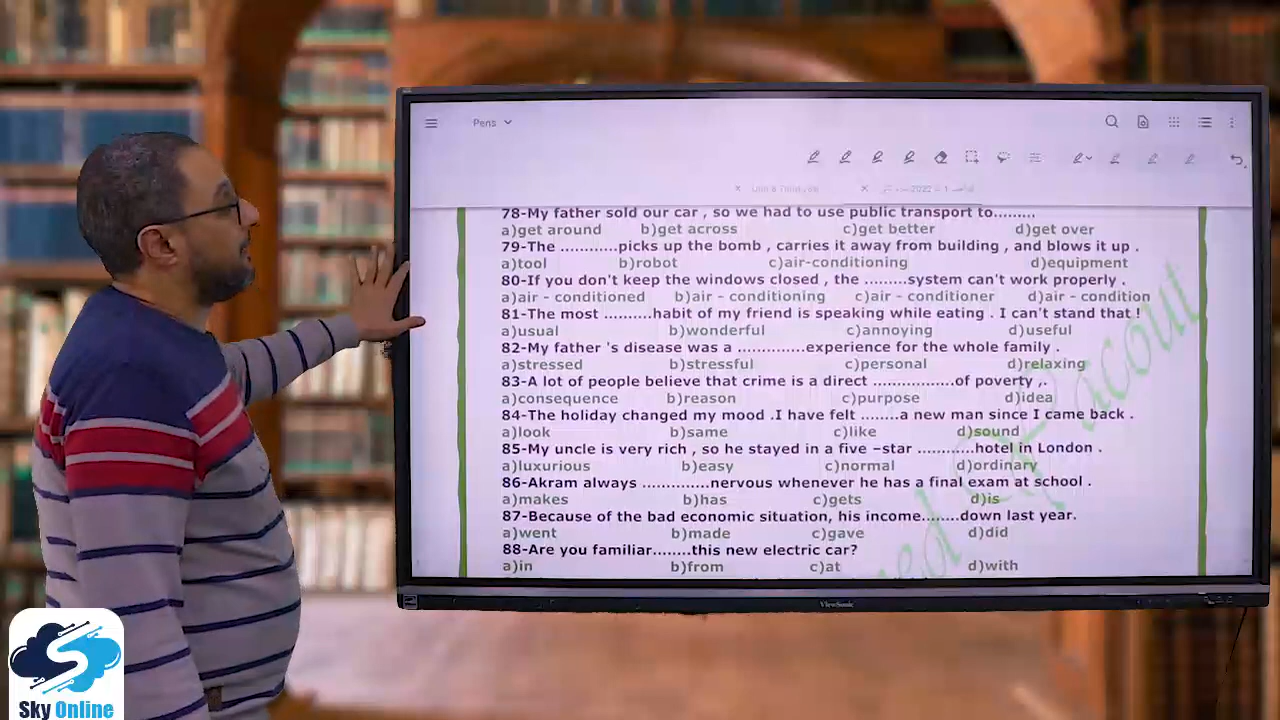 Pens
78-My father sold our car , so we had to use public transport to.........
a)get around b)get across c)get better d)get over
79-The ............picks up the bomb , carries it away from building , and blows it up .
a)tool b)robot c)air-conditioning d)equipment
80-If you don't keep the windows closed , the .........system can't work properly .
a)air - conditioned b)air - conditioning c)air - conditioner d)air - condition
81-The most ..........habit of my friend is speaking while eating . I can't stand that !
a)usual b)wonderful c)annoying d)useful
82-My father 's disease was a ..............experience for the whole family .
a)stressed b)stressful c)personal d)relaxing
83-A lot of people believe that crime is a direct .................of poverty ,.
a)consequence b)reason c)purpose d)idea
84-The holiday changed my mood .I have felt ........a new man since I came back .
a)look b)same c)like d)sound
85-My uncle is very rich , so he stayed in a five –star ............hotel in London .
a)luxurious b)easy c)normal d)ordinary
86-Akram always ..............nervous whenever he has a final exam at school .
a)makes b)has c)gets d)is
87-Because of the bad economic situation, his income........down last year.
a)went b)made c)gave d)did
88-Are you familiar........this new electric car?
a)in b)from c)at d)with
ViewSonic
Sky Online